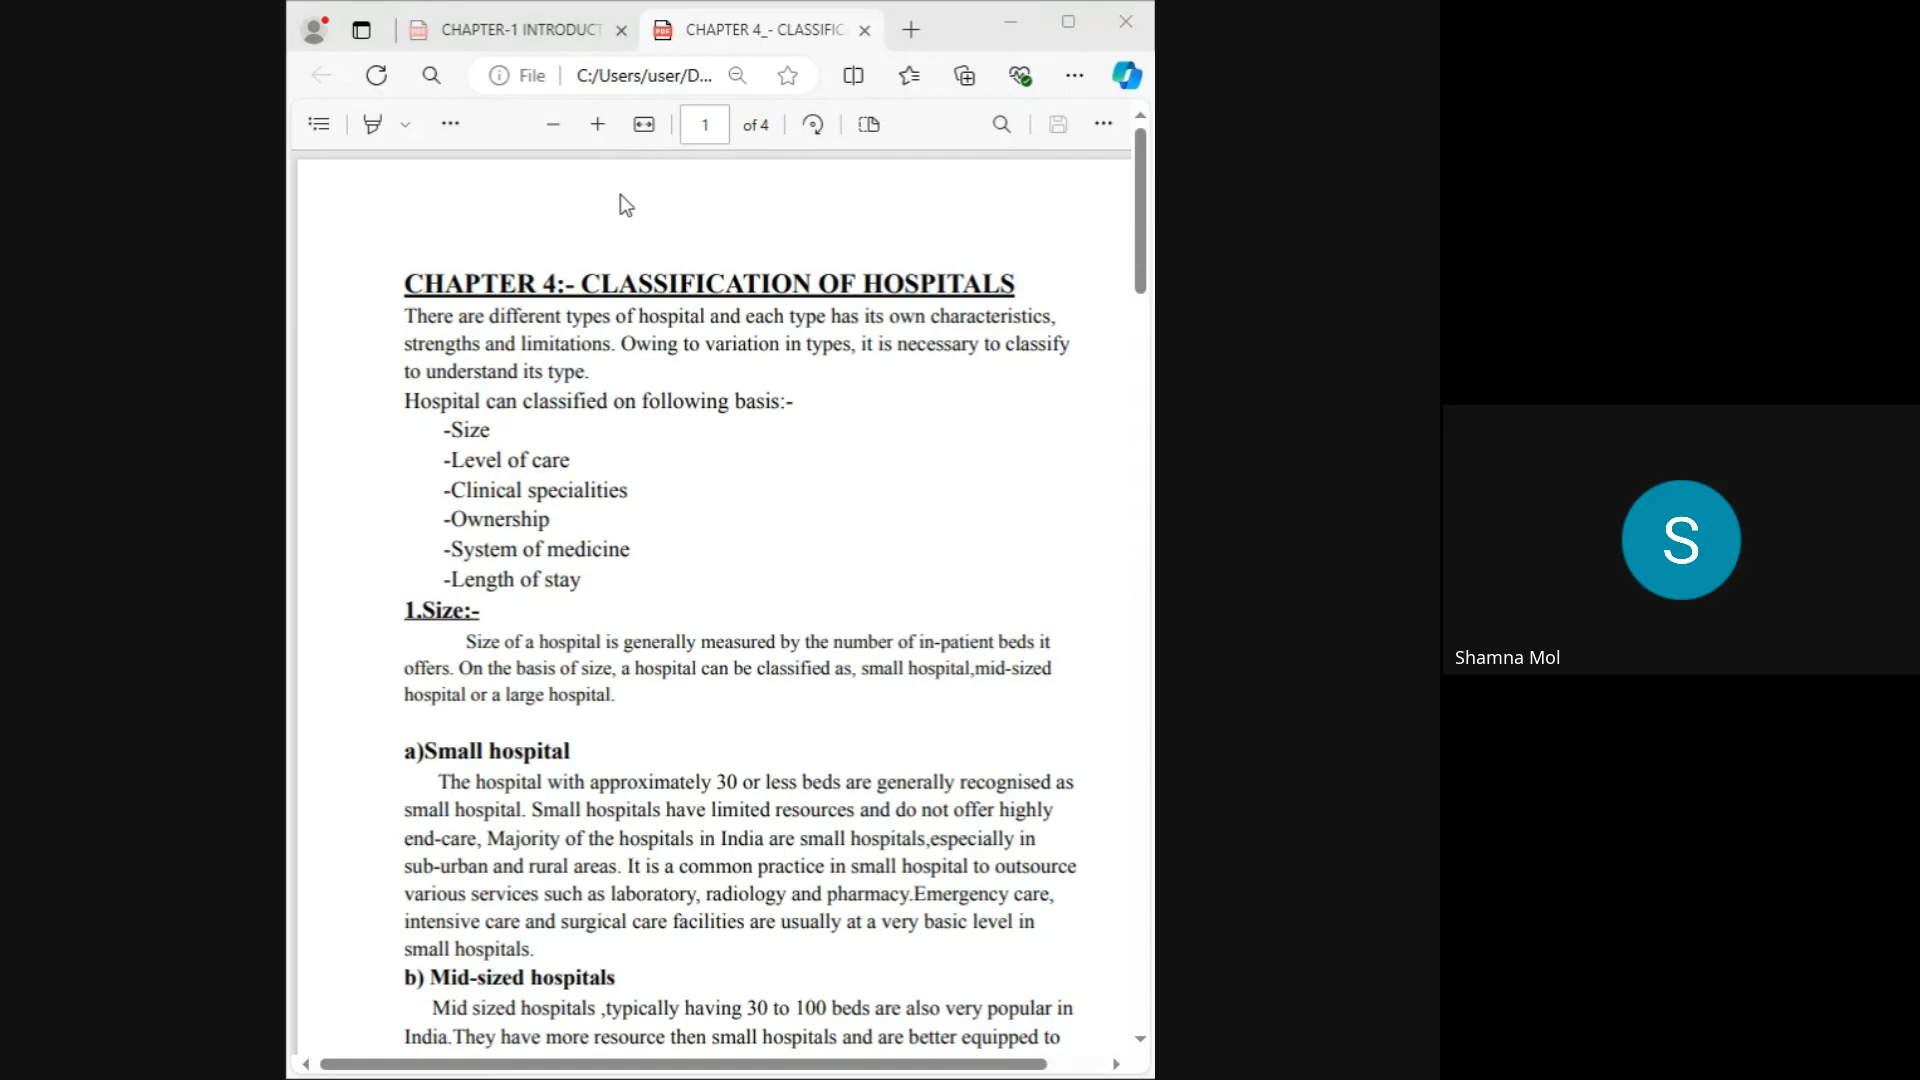 CHAPTER-1 INTRODUCT
CHAPTER 4_- CLASSIFIC
File
C:/Users/user/D...
1 of 4
CHAPTER 4:- CLASSIFICATION OF HOSPITALS
There are different types of hospital and each type has its own characteristics,
strengths and limitations. Owing to variation in types, it is necessary to classify
to understand its type.
Hospital can classified on following basis:-
-Size
-Level of care
-Clinical specialities
-Ownership
-System of medicine
-Length of stay
1.Size:-
Size of a hospital is generally measured by the number of in-patient beds it
offers. On the basis of size, a hospital can be classified as, small hospital,mid-sized
hospital or a large hospital.
a)Small hospital
The hospital with approximately 30 or less beds are generally recognised as
small hospital. Small hospitals have limited resources and do not offer highly
end-care, Majority of the hospitals in India are small hospitals,especially in
sub-urban and rural areas. It is a common practice in small hospital to outsource
various services such as laboratory, radiology and pharmacy.Emergency care,
intensive care and surgical care facilities are usually at a very basic level in
small hospitals.
b) Mid-sized hospitals
Mid sized hospitals ,typically having 30 to 100 beds are also very popular in
India.They have more resource then small hospitals and are better equipped to
S
Shamna Mol